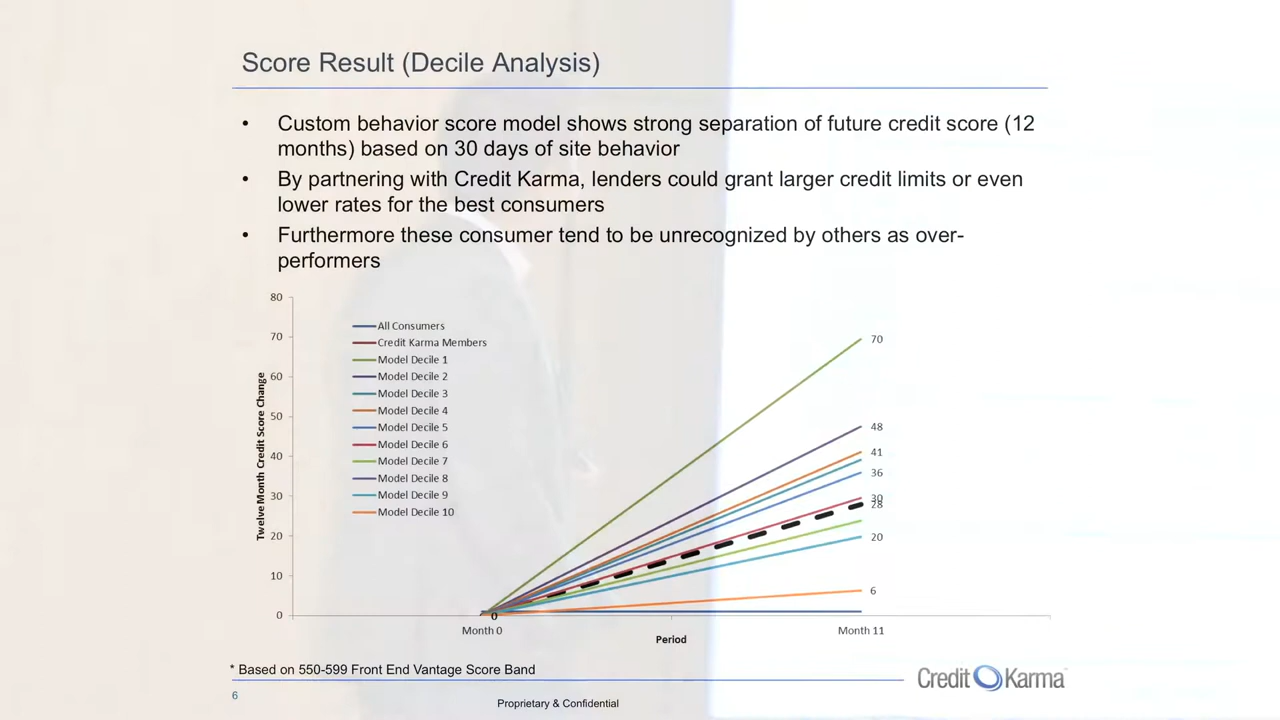 Score Result (Decile Analysis)
• Custom behavior score model shows strong separation of future credit score (12
months) based on 30 days of site behavior
• By partnering with Credit Karma, lenders could grant larger credit limits or even
lower rates for the best consumers
• Furthermore these consumer tend to be unrecognized by others as over-
performers
Twelve Month Credit Score Change
80
70
60
50
40
30
20
10
0
All Consumers
Credit Karma Members
Model Decile 1
Model Decile 2
Model Decile 3
Model Decile 4
Model Decile 5
Model Decile 6
Model Decile 7
Model Decile 8
Model Decile 9
Model Decile 10
70
48
41
36
30
28
20
6
0
Month 0
Month 11
Period
* Based on 550-599 Front End Vantage Score Band
Credit Karma
6
Proprietary & Confidential